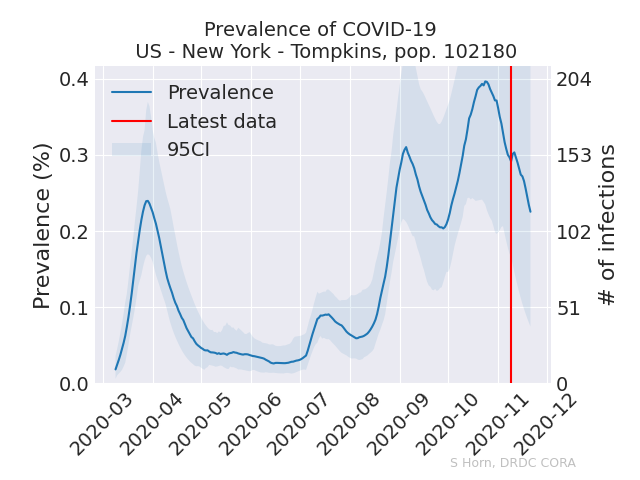 Prevalence of COVID-19
US - New York - Tompkins, pop. 102180
Prevalence
Latest data
95CI
Prevalence (%)
0.4
0.3
0.2
0.1
0.0
204
153
102
51
0
# of infections
2020-03
2020-04
2020-05
2020-06
2020-07
2020-08
2020-09
2020-10
2020-11
2020-12
S Horn, DRDC CORA